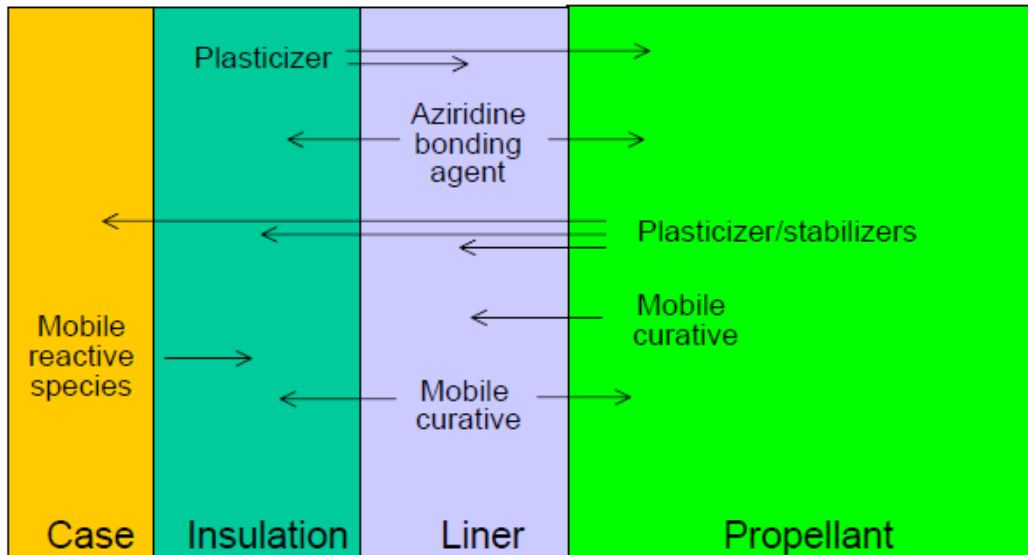 Plasticizer
Aziridine
bonding
agent
Plasticizer/stabilizers
Mobile
curative
Mobile
reactive
species
Mobile
curative
Case
Insulation
Liner
Propellant